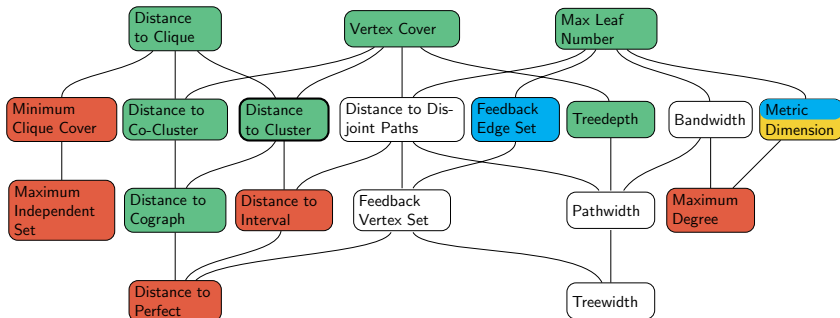 Distance
to Clique
Vertex Cover
Max Leaf
Number
Minimum
Clique Cover
Distance to
Co-Cluster
Distance
to Cluster
Distance to Dis-
joint Paths
Feedback
Edge Set
Treedepth
Bandwidth
Metric
Dimension
Maximum
Independent
Set
Distance to
Cograph
Distance to
Interval
Feedback
Vertex Set
Pathwidth
Maximum
Degree
Distance to
Perfect
Treewidth